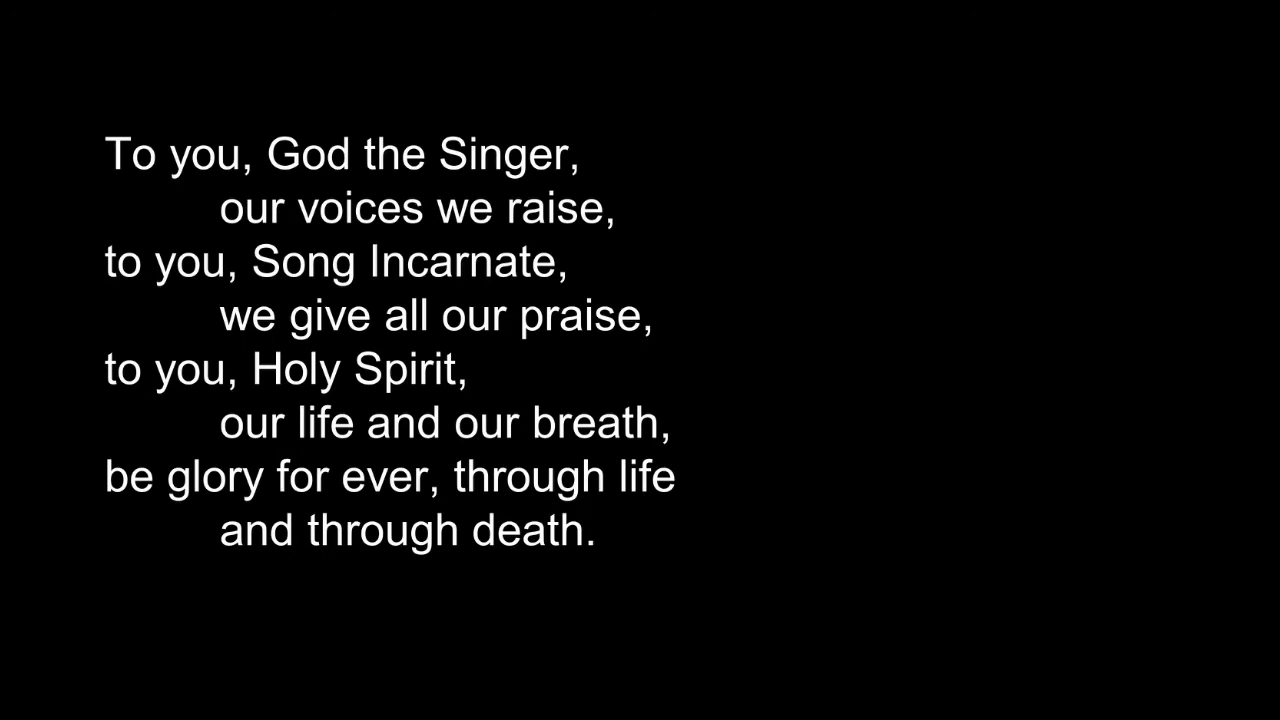 To you, God the Singer,
our voices we raise,
to you, Song Incarnate,
we give all our praise,
to you, Holy Spirit,
our life and our breath,
be glory for ever, through life
and through death.